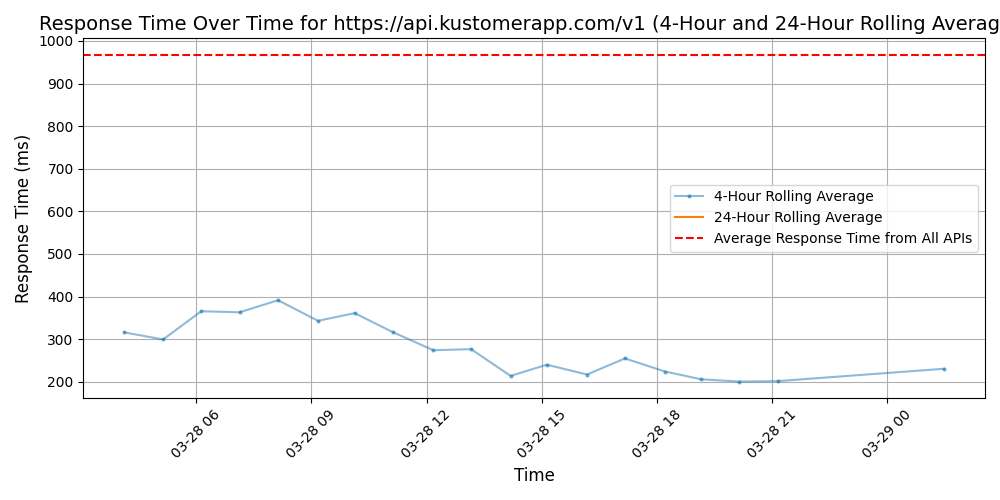 Response Time Over Time for https://api.kustomerapp.com/v1 (4-Hour and 24-Hour Rolling Averag
Response Time (ms)
1000
900
800
700
600
500
400
300
200
4-Hour Rolling Average
24-Hour Rolling Average
Average Response Time from All APIs
03-28 06
03-28 09
03-28 12
03-28 15
03-28 18
03-28 21
03-29 00
Time